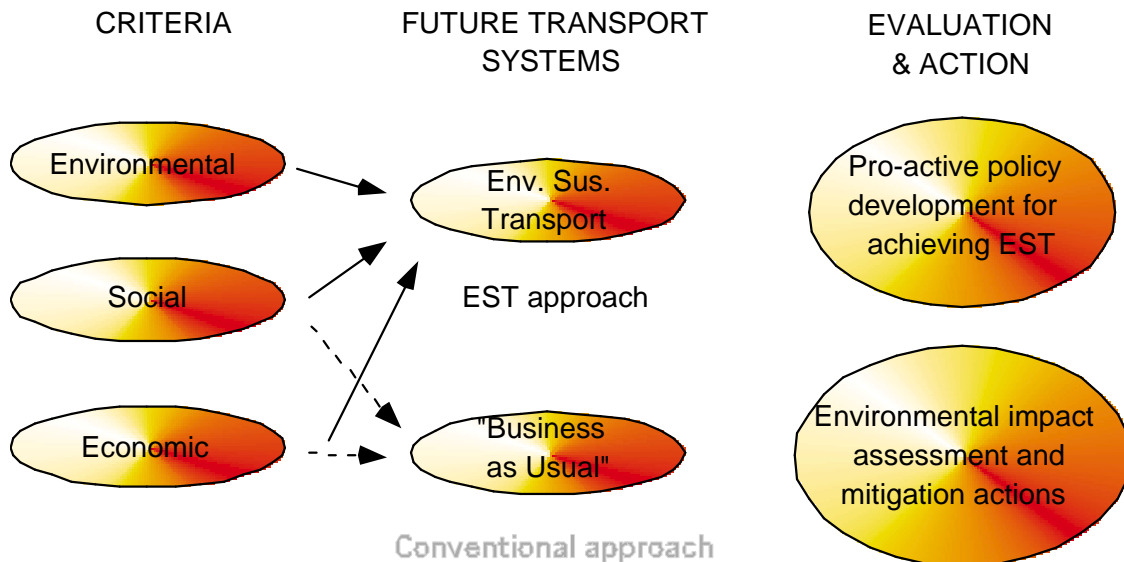 CRITERIA
FUTURE TRANSPORT
SYSTEMS
EVALUATION
& ACTION
Environmental
Social
Economic
Env. Sus.
Transport
EST approach
"Business
as Usual"
Conventional approach
Pro-active policy
development for
achieving EST
Environmental impact
assessment and
mitigation actions